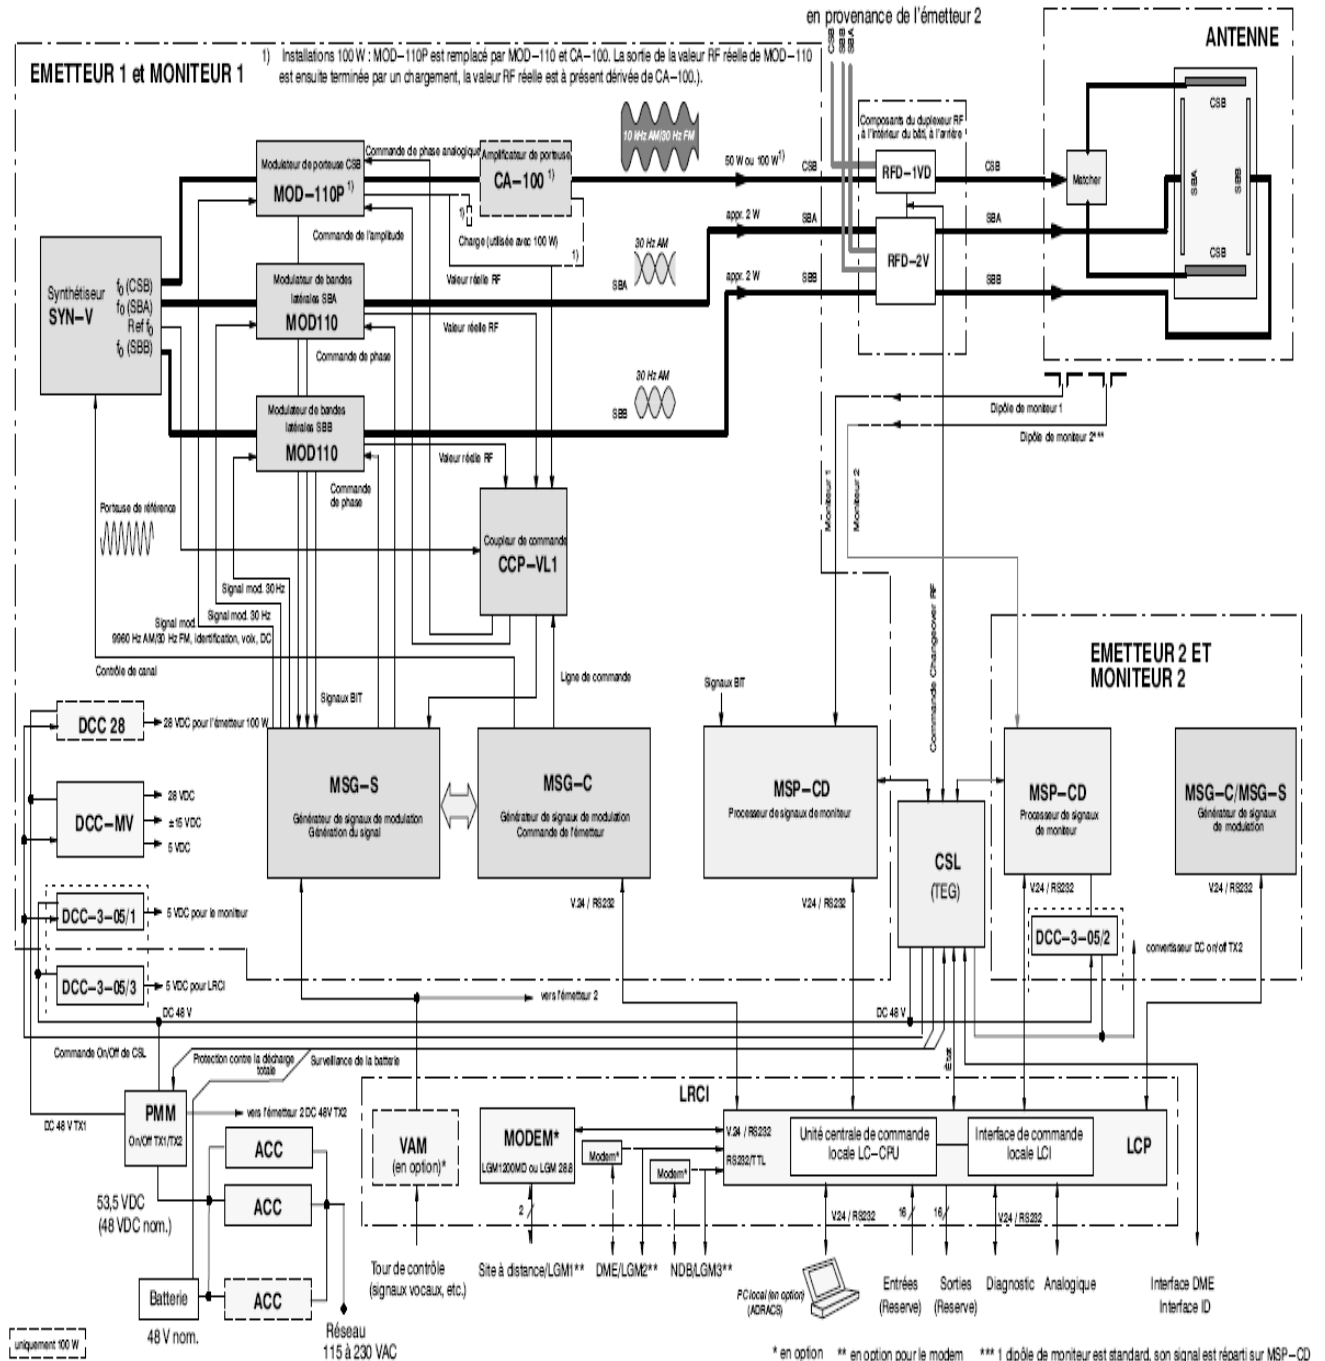 en provenance de l'émetteur 2
CSB
SBB
SBA
ANTENNE
EMETTEUR 1 et MONITEUR 1
1) Installations 100 W : MOD-110P est remplacé par MOD-110 et CA-100. La sortie de la valeur RF réelle de MOD-110
est ensuite terminée par un chargement, la valeur RF réelle est à présent dérivée de CA-100.).
10 kHz AM/30 Hz FM
Composants du duplexeur RF
à l'intérieur du bâti, à l'arrière
Modulateur de porteuse CSB
MOD-110P 1)
Commande de phase analogique
Amplificateur de porteuse
CA-100 1)
50 W ou 100 W 1)
CSB
RFD-1VD
CSB
Matcher
CSB
SBA
SBB
CSB
1)
Commande de l'amplitude
Charge (utilisée avec 100 W)
1)
appr. 2 W
SBA
SBA
RFD-2V
30 Hz AM
SBA
Valeur réelle RF
appr. 2 W
SBB
SBB
Synthétiseur
SYN-V
fo (CSB)
fo (SBA)
Ref fo
fo (SBB)
Modulateur de bandes
latérales SBA
MOD110
Valeur réelle RF
Commande de phase
30 Hz AM
SBB
Modulateur de bandes
latérales SBB
MOD110
Valeur réelle RF
Commande
de phase
Dipôle de moniteur 1
Dipôle de moniteur 2***
Moniteur 1
Moniteur 2
Porteuse de référence
Coupleur de commande
CCP-VL1
Signal mod. 30 Hz
Signal mod. 30 Hz
Signal mod.
9960 Hz AM/30 Hz FM, identification, voix, DC
Contrôle de canal
Signaux BIT
Ligne de commande
Signaux BIT
Commande Changeover RF
EMETTEUR 2 ET
MONITEUR 2
DCC 28
28 VDC pour l'émetteur 100 W
DCC-MV
28 VDC
±15 VDC
5 VDC
MSG-S
Générateur de signaux de modulation
Génération du signal
MSG-C
Générateur de signaux de modulation
Commande de l'émetteur
MSP-CD
Processeur de signaux de moniteur
CSL
(TEG)
MSP-CD
Processeur de signaux
de moniteur
MSG-C/MSG-S
Générateur de signaux
de modulation
V.24 / RS232
V.24 / RS232
V.24 / RS232
V.24 / RS232
DCC-3-05/1
5 VDC pour le moniteur
DCC-3-05/2
convertisseur DC on/off TX2
DCC-3-05/3
5 VDC pour LRCI
vers l'émetteur 2
DC 48 V
DC 48 V
Commande On/Off de CSL
Protection contre la décharge
totale
Surveillance de la batterie
État
LRCI
PMM
On/Off TX1/TX2
DC 48 V TX1
vers l'émetteur 2 DC 48V TX2
VAM
(en option)*
MODEM*
LGM1200MD ou LGM 28.8
Modem*
Modem*
V.24 / RS232
RS232/TTL
Unité centrale de commande
locale LC-CPU
Interface de commande
locale LCI
LCP
ACC
ACC
ACC
53,5 VDC
(48 VDC nom.)
2
V.24 / RS232
16
16
V.24 / RS232
Batterie
48 V nom.
Réseau
115 à 230 VAC
Tour de contrôle
(signaux vocaux, etc.)
Site à distance/LGM1**
DME/LGM2**
NDB/LGM3**
PC local (en option)
(ADRACS)
Entrées
(Reserve)
Sorties
(Reserve)
Diagnostic
Analogique
Interface DME
Interface ID
uniquement 100 W
* en option ** en option pour le modem *** 1 dipôle de moniteur est standard, son signal est réparti sur MSP-CD